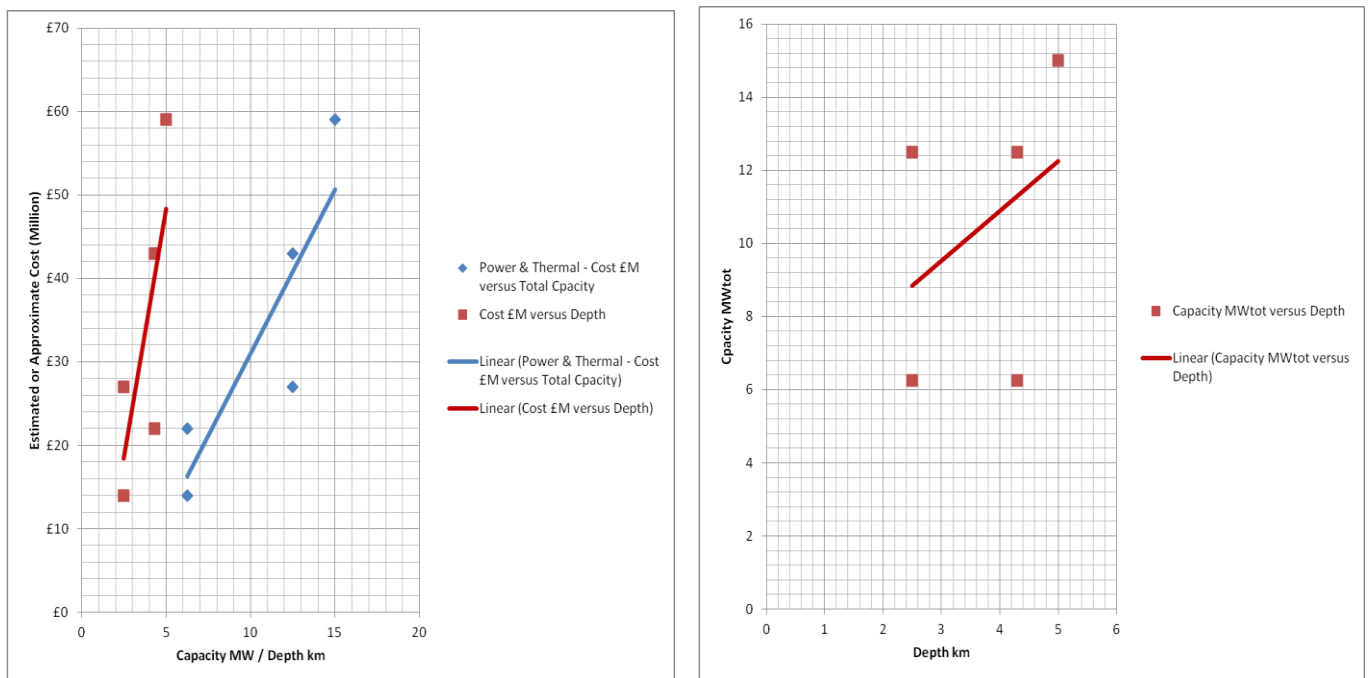 £70
£60
£50
£40
£30
£20
£10
£0
Estimated or Approximate Cost (Million)
0 5 10 15 20
Capacity MW / Depth km
Power & Thermal - Cost £M
versus Total Cpacity
Cost £M versus Depth
Linear (Power & Thermal - Cost
£M versus Total Cpacity)
Linear (Cost £M versus Depth)
16
14
12
10
8
6
4
2
0
Cpacity MWtot
0 1 2 3 4 5 6
Depth km
Capacity MWtot versus Depth
Linear (Capacity MWtot versus
Depth)